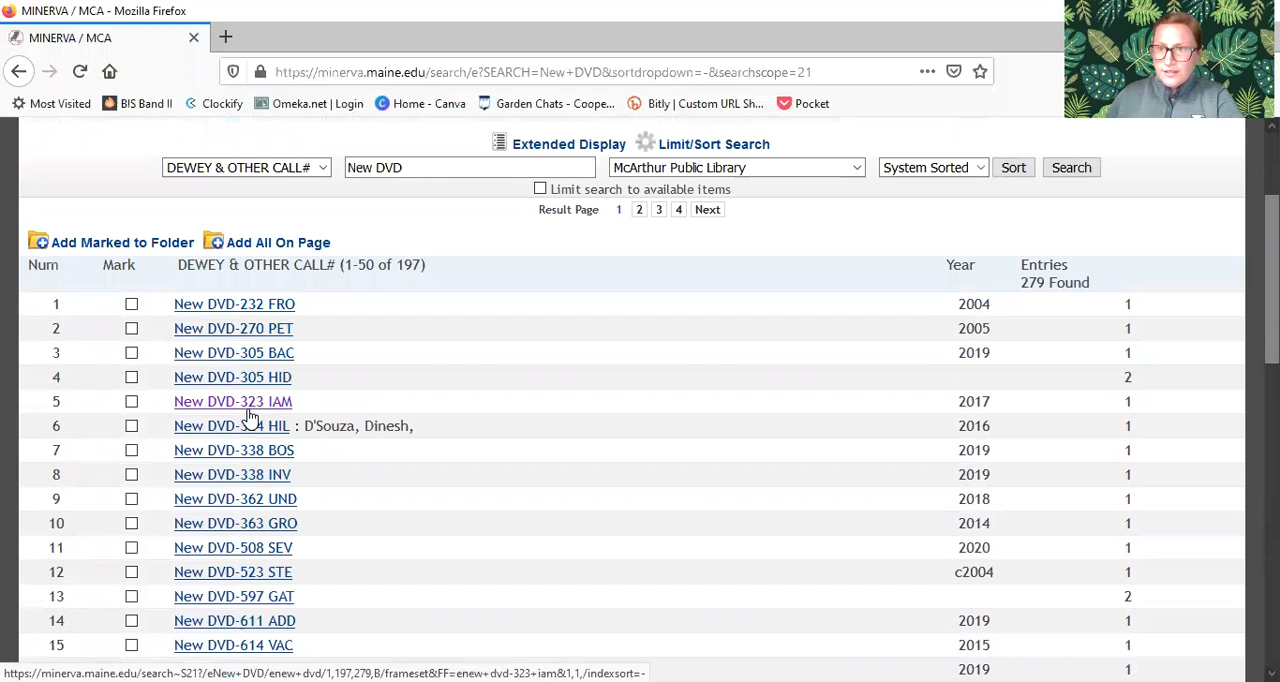 MINERVA / MCA - Mozilla Firefox
MINERVA / MCA
https://minerva.maine.edu/search/e?SEARCH=New+DVD&sortdropdown=-&searchscope=21
Most Visited BIS Band II Clockify Omeka.net | Login Home - Canva Garden Chats - Coope... Bitly | Custom URL Sh... Pocket
Extended Display Limit/Sort Search
DEWEY & OTHER CALL# New DVD McArthur Public Library System Sorted Sort Search
Limit search to available items
Result Page 1 2 3 4 Next
Add Marked to Folder Add All On Page
Num Mark DEWEY & OTHER CALL# (1-50 of 197) Year Entries
279 Found
1 New DVD-232 FRO 2004 1
2 New DVD-270 PET 2005 1
3 New DVD-305 BAC 2019 1
4 New DVD-305 HID 2
5 New DVD-323 IAM 2017 1
6 HIL : D'Souza, Dinesh, 2016 1
7 New DVD-338 BOS 2019 1
8 New DVD-338 INV 2019 1
9 New DVD-362 UND 2018 1
10 New DVD-363 GRO 2014 1
11 New DVD-508 SEV 2020 1
12 New DVD-523 STE c2004 1
13 New DVD-597 GAT 2
14 New DVD-611 ADD 2019 1
15 New DVD-614 VAC 2015 1
2019 1
https://minerva.maine.edu/search~S21?/eNew+DVD/enew+dvd/1,197,279,B/frameset&FF=enew+dvd-323+iam&1,1,/indexsort=-